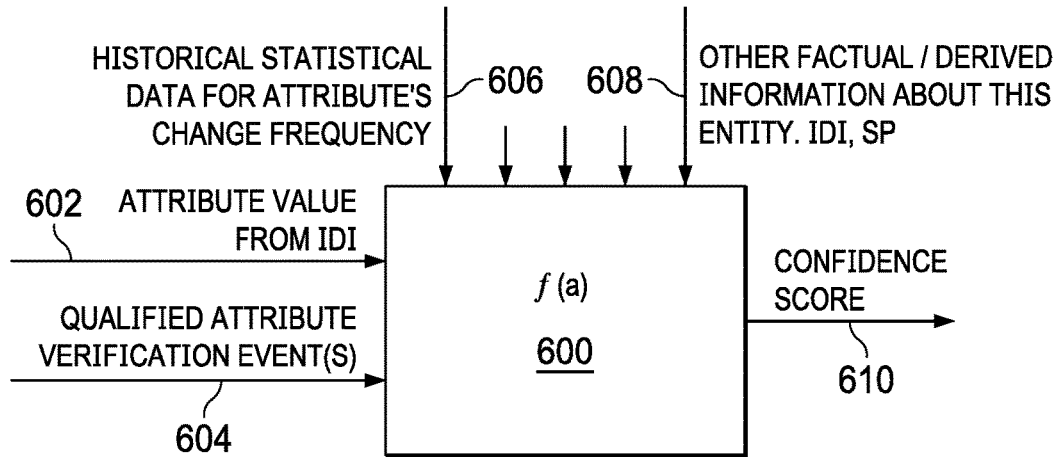 HISTORICAL STATISTICAL
DATA FOR ATTRIBUTE'S
CHANGE FREQUENCY
606
608
OTHER FACTUAL / DERIVED
INFORMATION ABOUT THIS
ENTITY. IDI, SP
602
ATTRIBUTE VALUE
FROM IDI
QUALIFIED ATTRIBUTE
VERIFICATION EVENT(S)
604
f (a)
600
CONFIDENCE
SCORE
610